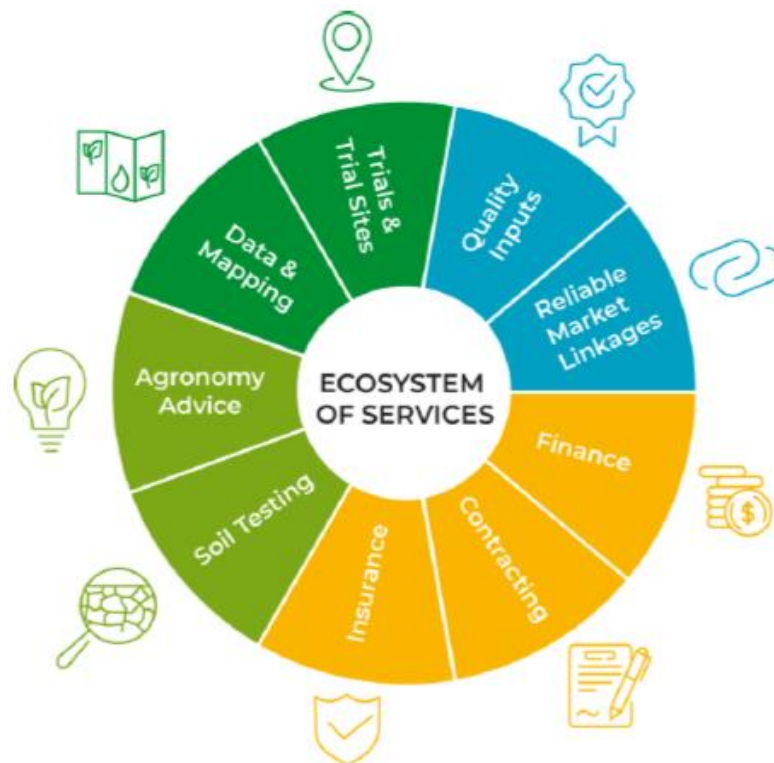 Trials &
Trial Sites
Quality
Inputs
Reliable
Market
Linkages
Finance
Contracting
Insurance
Soil Testing
Agronomy
Advice
Data &
Mapping
ECOSYSTEM
OF SERVICES
$